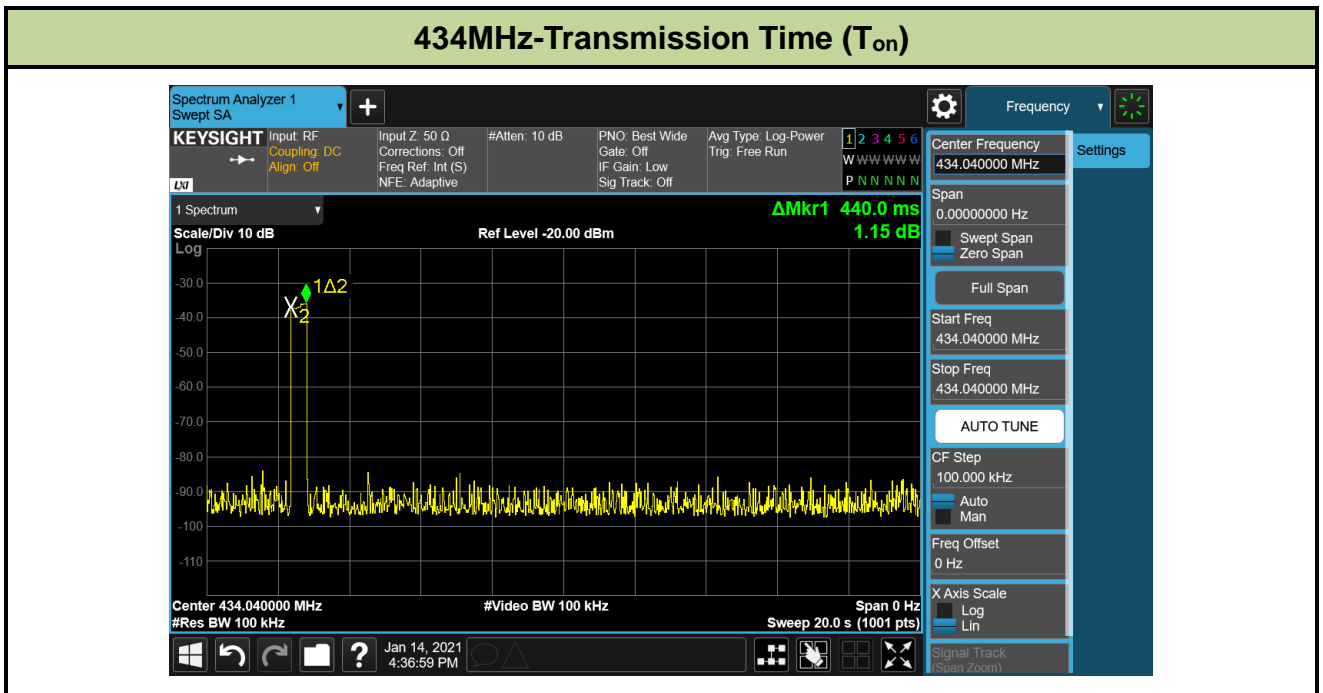 434MHz-Transmission Time (Ton)
Spectrum Analyzer 1
Swept SA
+
Frequency
KEYSIGHT
LXI
Input: RF
Coupling: DC
Align: Off
Input Z: 50 Ω
Corrections: Off
Freq Ref: Int (S)
NFE: Adaptive
#Atten: 10 dB
PNO: Best Wide
Gate: Off
IF Gain: Low
Sig Track: Off
Avg Type: Log-Power
Trig: Free Run
1 2 3 4 5 6
W W W W W W
P N N N N N
1 Spectrum
ΔMkr1 440.0 ms
1.15 dB
Scale/Div 10 dB
Ref Level -20.00 dBm
Log
-30.0
-40.0
-50.0
-60.0
-70.0
-80.0
-90.0
-100
-110
1Δ2
X2
Center 434.040000 MHz
#Video BW 100 kHz
Span 0 Hz
#Res BW 100 kHz
Sweep 20.0 s (1001 pts)
Center Frequency
434.040000 MHz
Settings
Span
0.00000000 Hz
Swept Span
Zero Span
Full Span
Start Freq
434.040000 MHz
Stop Freq
434.040000 MHz
AUTO TUNE
CF Step
100.000 kHz
Auto
Man
Freq Offset
0 Hz
X Axis Scale
Log
Lin
Signal Track
(Span Zoom)
?
Jan 14, 2021
4:36:59 PM